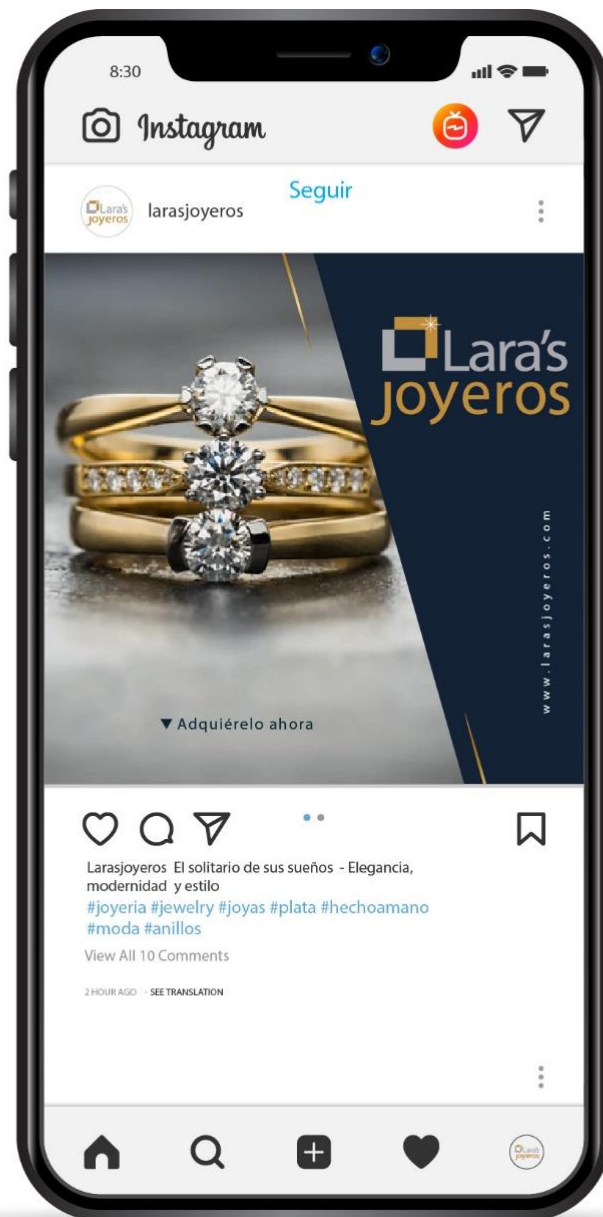 8:30
Instagram
Lara's
joyeros
larasjoyeros
Seguir
Lara's
joyeros
www.larasjoyeros.com
Adquiérelo ahora
Larasjoyeros El solitario de sus sueños - Elegancia,
modernidad y estilo
#joyeria #jewelry #joyas #plata #hechoamano
#moda #anillos
View All 10 Comments
2 HOUR AGO - SEE TRANSLATION
Lara's
joyeros